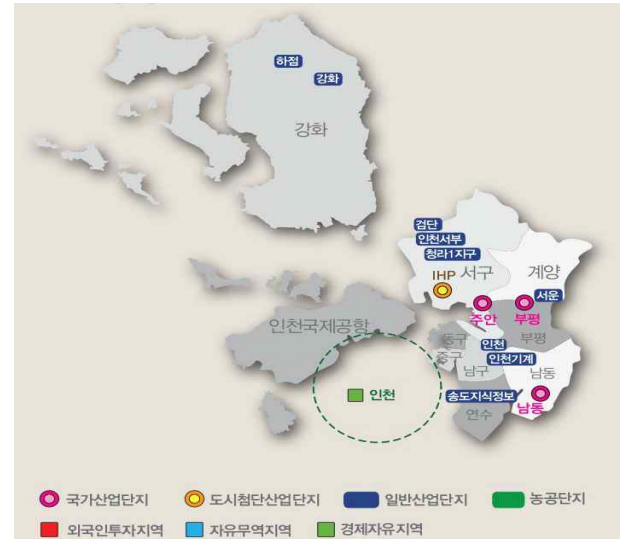 하점
강화
강화
검단
인천서부
청라1지구
IHP 서구 계양
서운
주안 부평
인천국제공항
동구 인천 부평
중구 인천기계
남구 남동
인천
송도지식정보
남동
연수
국가산업단지 도시첨단산업단지 일반산업단지 농공단지
외국인투자지역 자유무역지역 경제자유지역